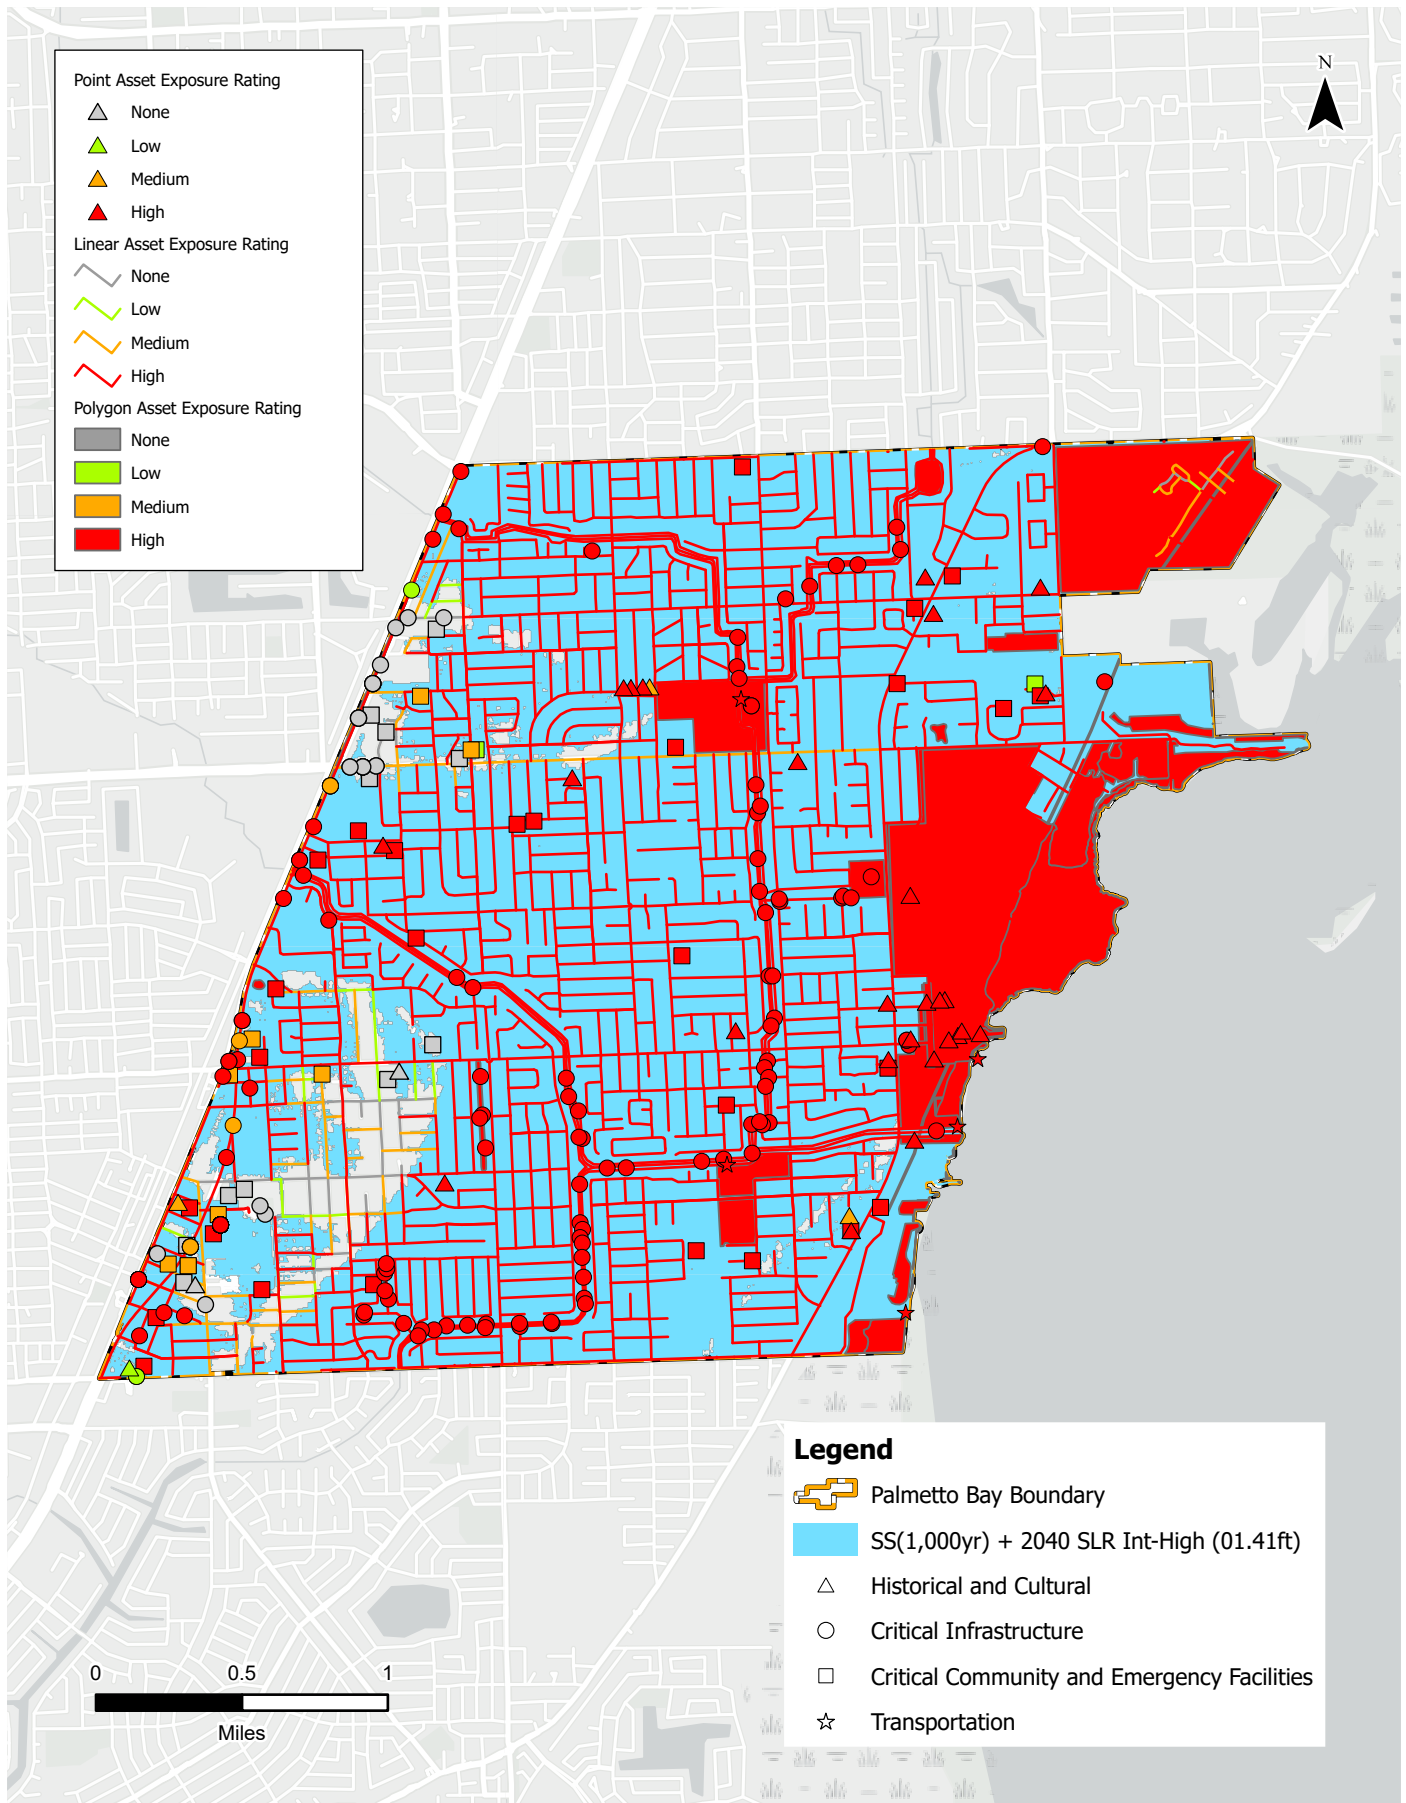 Point Asset Exposure Rating
None
Low
Medium
High
Linear Asset Exposure Rating
None
Low
Medium
High
Polygon Asset Exposure Rating
None
Low
Medium
High
N
Legend
Palmetto Bay Boundary
SS(1,000yr) + 2040 SLR Int-High (01.41ft)
Historical and Cultural
Critical Infrastructure
Critical Community and Emergency Facilities
Transportation
0 0.5 1
Miles